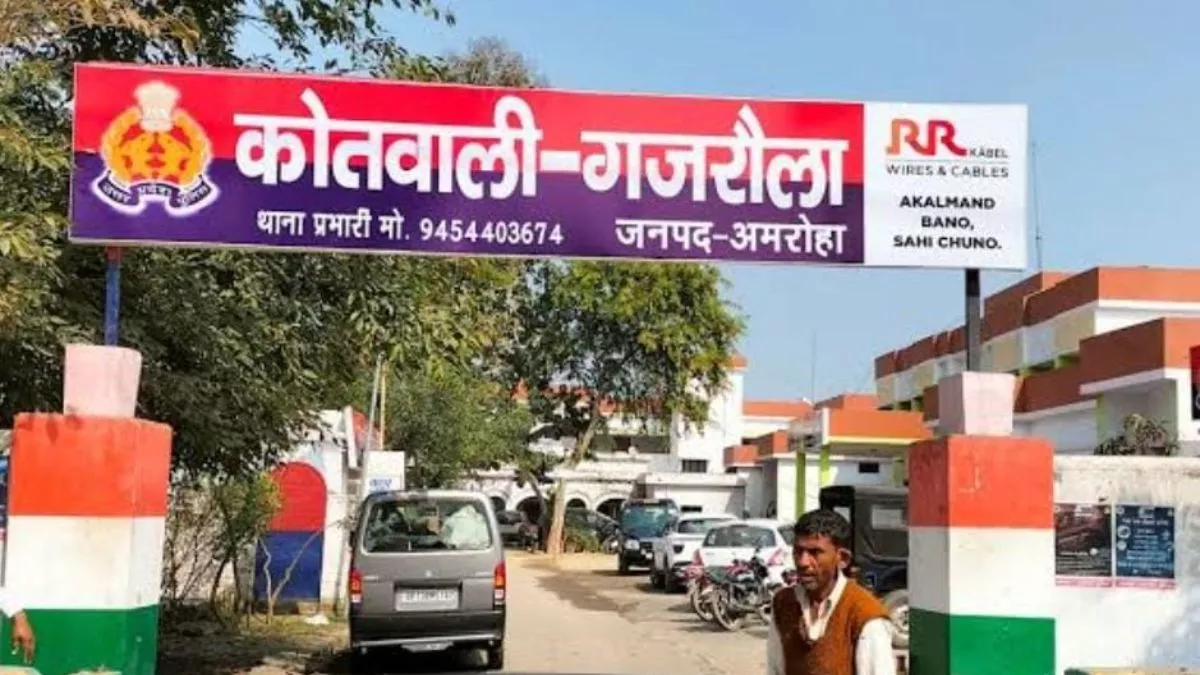 कोतवाली-गजरौला
थाना प्रभारी मो. 9454403674 जनपद-अमरोहा
RR
KABEL
WIRES & CABLES
AKALMAND
BANO,
SAHI CHUNO.